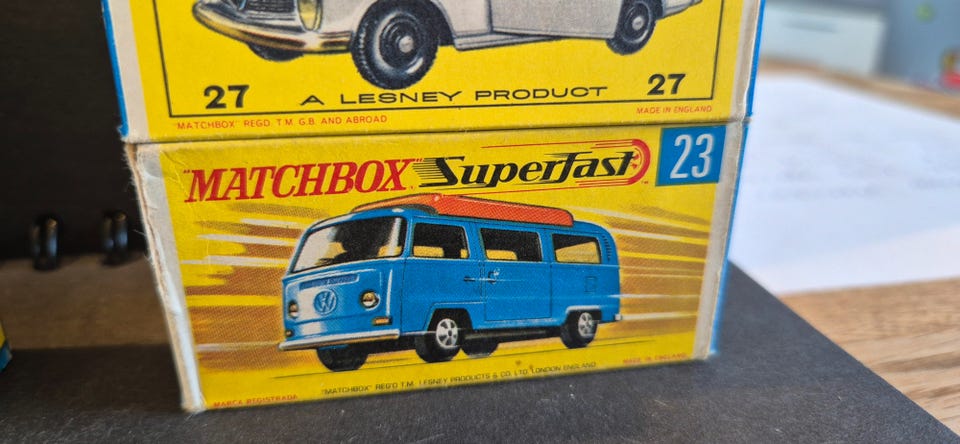 27 A LESNEY PRODUCT 27
"MATCHBOX" REGD. T.M. G.B. AND ABROAD MADE IN ENGLAND
"MATCHBOX" Superfast 23
TM
VW
"MATCHBOX" REG'D T.M. LESNEY PRODUCTS & CO. LTD. LONDON ENGLAND MADE IN ENGLAND
MARCA REGISTRADA